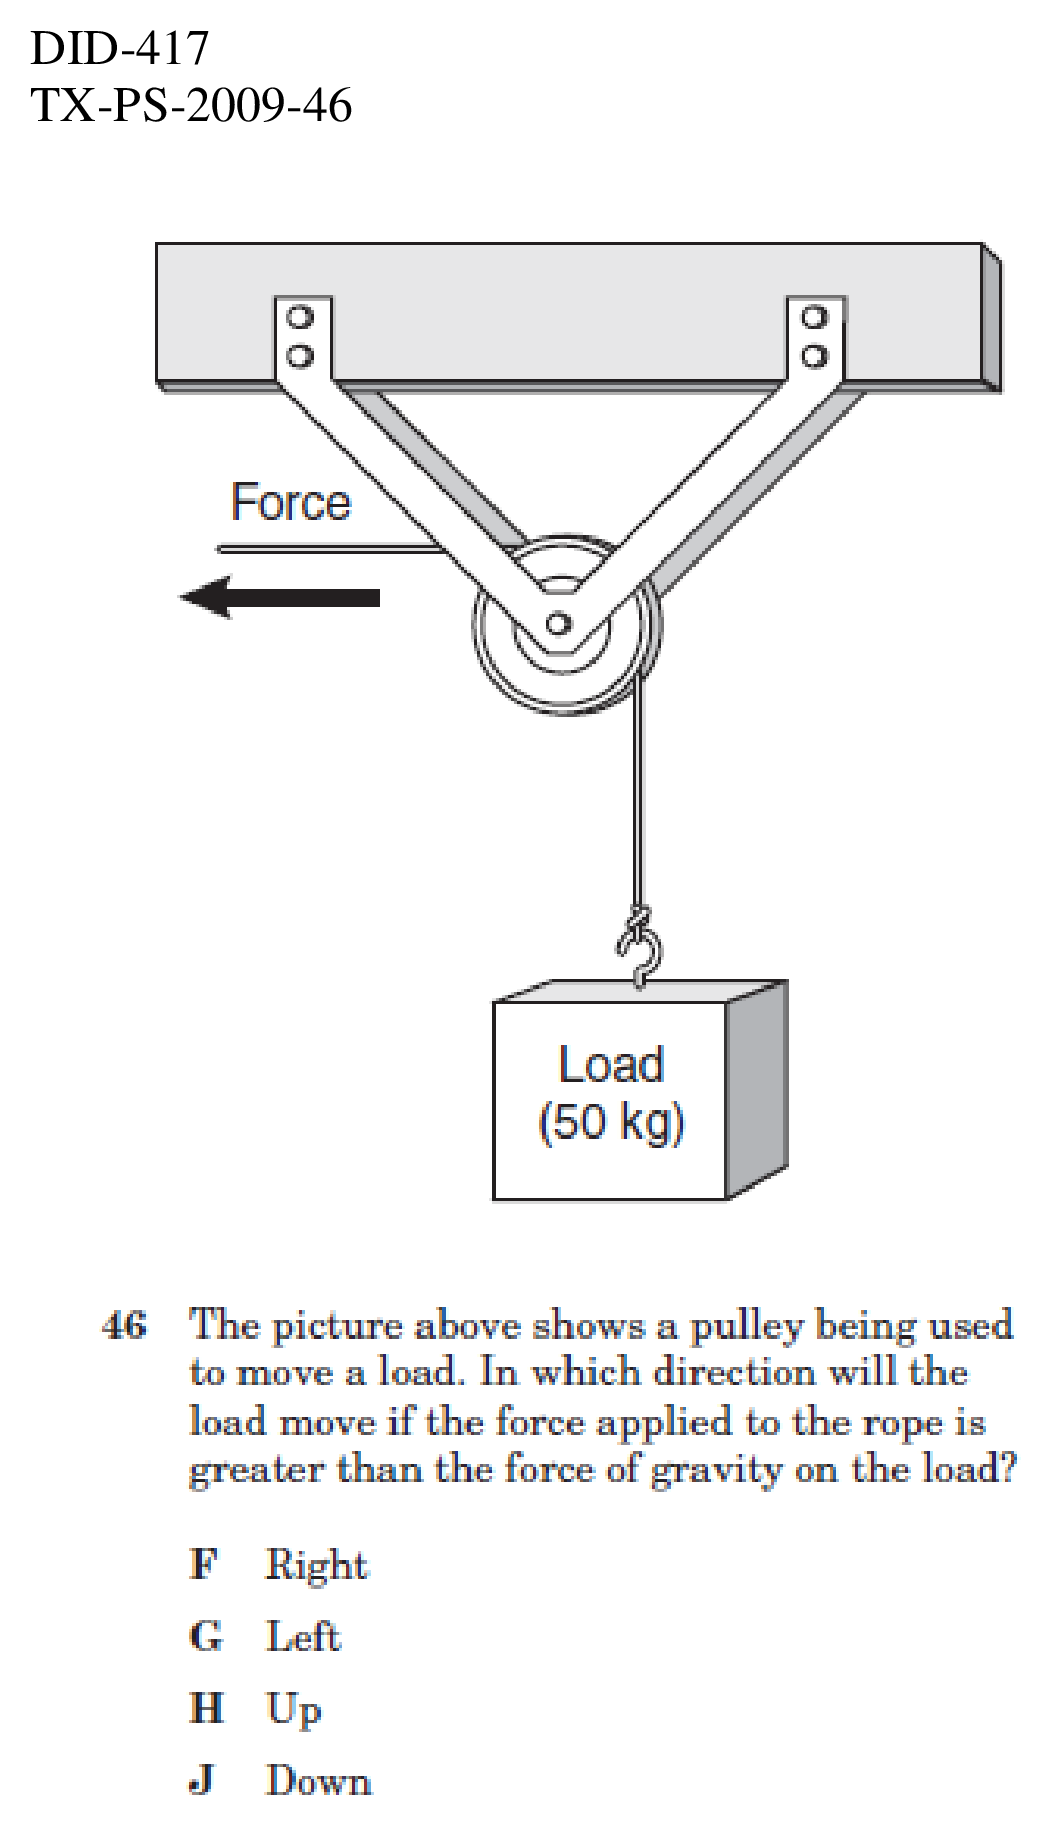 DID-417
TX-PS-2009-46
Force
Load
(50 kg)
46 The picture above shows a pulley being used
to move a load. In which direction will the
load move if the force applied to the rope is
greater than the force of gravity on the load?
F Right
G Left
H Up
J Down